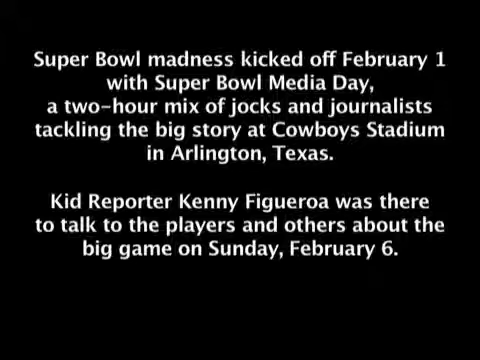 Super Bowl madness kicked off February 1
with Super Bowl Media Day,
a two-hour mix of jocks and journalists
tackling the big story at Cowboys Stadium
in Arlington, Texas.
Kid Reporter Kenny Figueroa was there
to talk to the players and others about the
big game on Sunday, February 6.